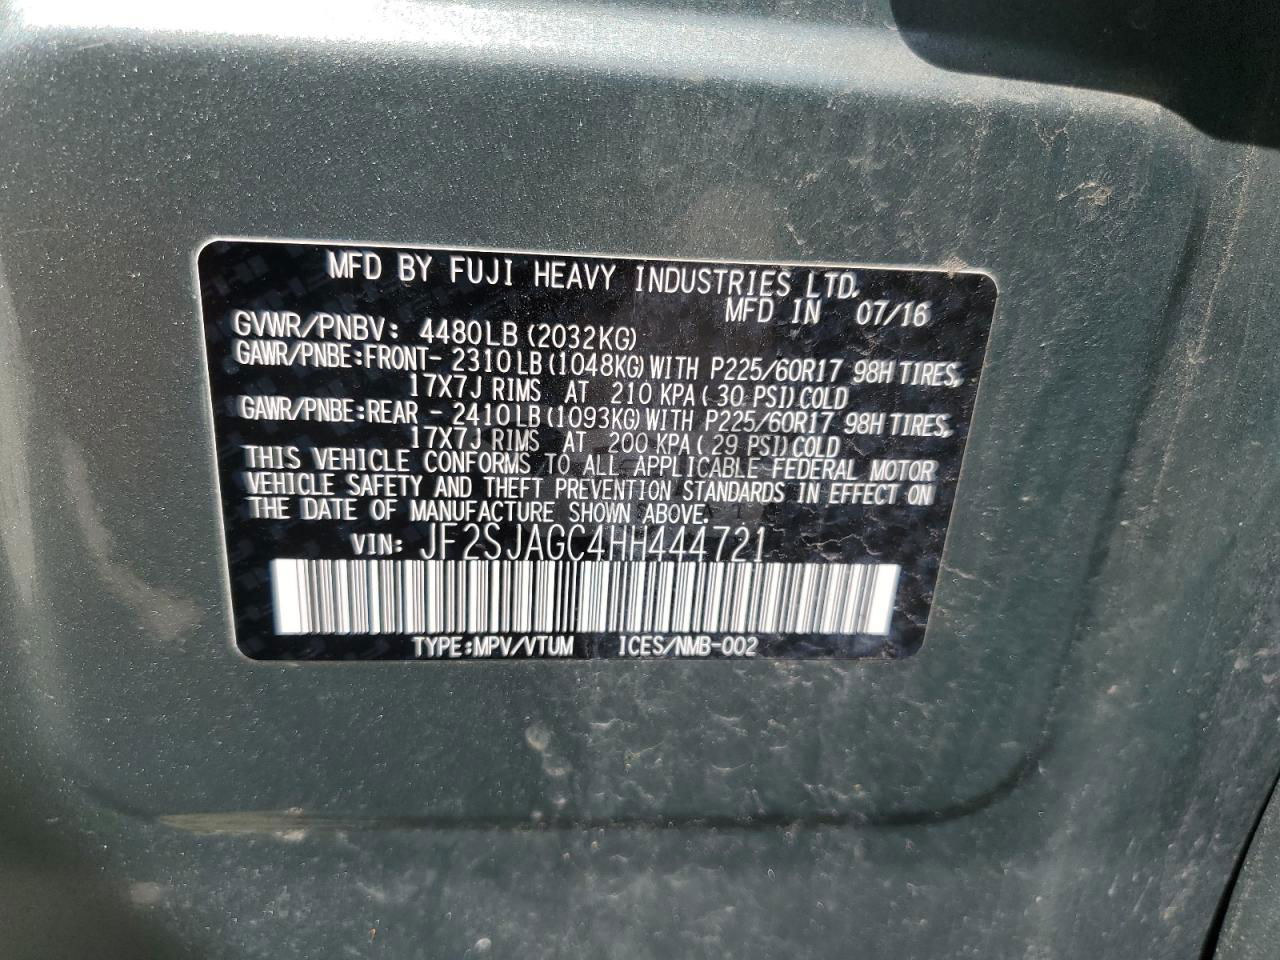 MFD BY FUJI HEAVY INDUSTRIES LTD.
MFD IN 07/16
GVWR/PNBV: 4480LB (2032KG)
GAWR/PNBE:FRONT- 2310LB (1048KG) WITH P225/60R17 98H TIRES,
17X7J RIMS AT 210 KPA ( 30 PSI) COLD
GAWR/PNBE:REAR - 2410LB (1093KG) WITH P225/60R17 98H TIRES,
17X7J RIMS AT 200 KPA ( 29 PSI) COLD
THIS VEHICLE CONFORMS TO ALL APPLICABLE FEDERAL MOTOR
VEHICLE SAFETY AND THEFT PREVENTION STANDARDS IN EFFECT ON
THE DATE OF MANUFACTURE SHOWN ABOVE.
VIN: JF2SJAGC4HH444721
TYPE:MPV/VTUM ICES/NMB-002